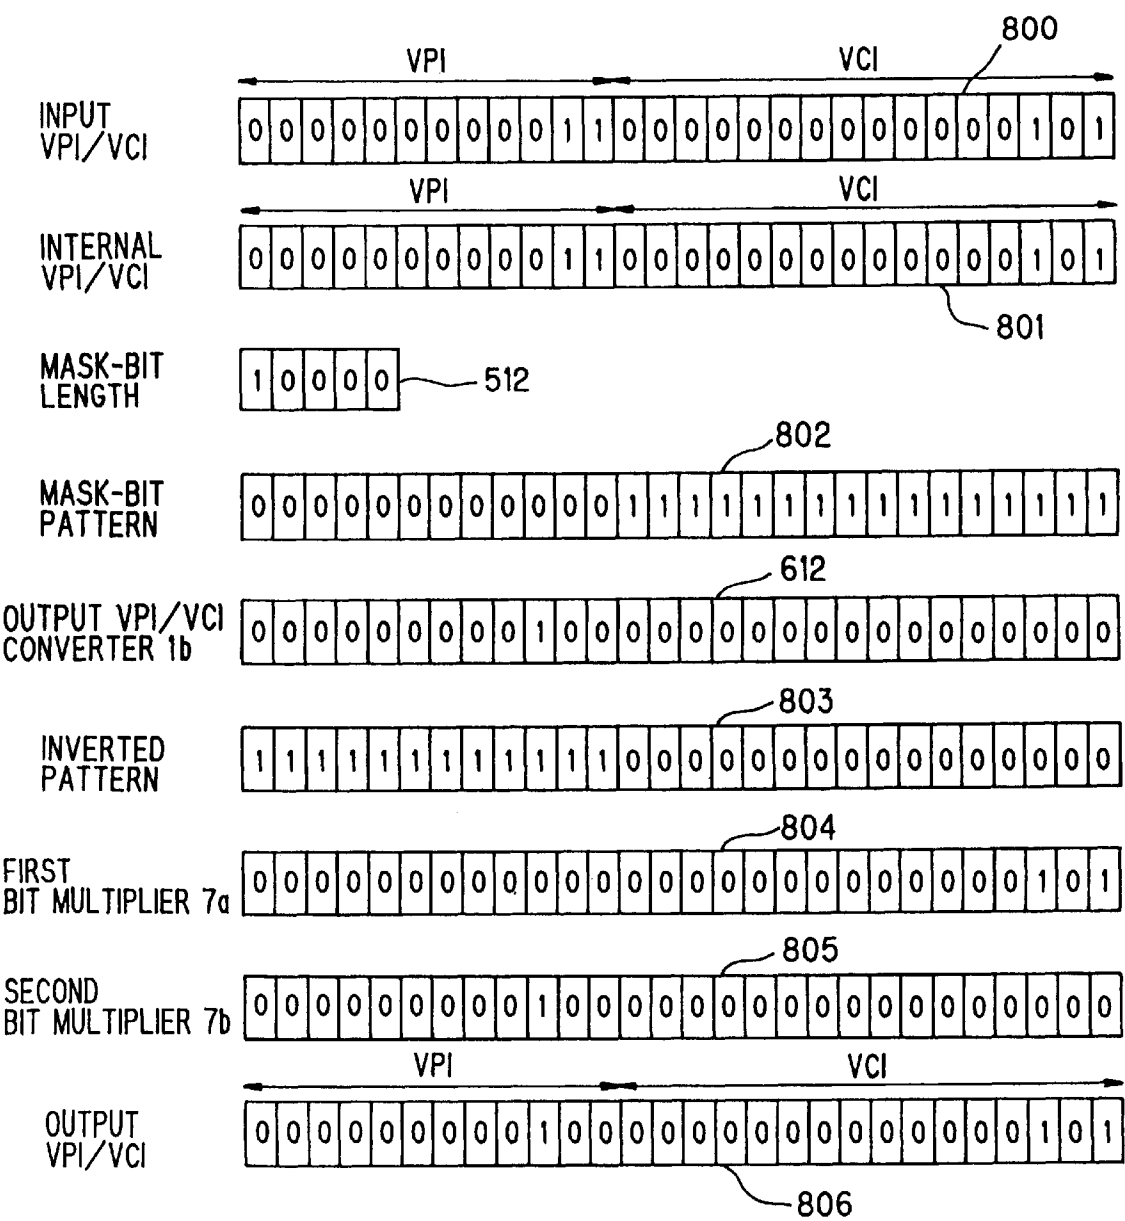 800
VPI VCI
INPUT
VPI/VCI
0 0 0 0 0 0 0 0 0 0 1 1 0 0 0 0 0 0 0 0 0 0 0 0 0 1 0 1
VPI VCI
INTERNAL
VPI/VCI
0 0 0 0 0 0 0 0 0 0 1 1 0 0 0 0 0 0 0 0 0 0 0 0 0 1 0 1
801
MASK-BIT
LENGTH
1 0 0 0 0
512
802
MASK-BIT
PATTERN
0 0 0 0 0 0 0 0 0 0 0 0 1 1 1 1 1 1 1 1 1 1 1 1 1 1 1 1
612
OUTPUT VPI/VCI
CONVERTER 1b
0 0 0 0 0 0 0 0 0 1 0 0 0 0 0 0 0 0 0 0 0 0 0 0 0 0 0 0
803
INVERTED
PATTERN
1 1 1 1 1 1 1 1 1 1 1 1 0 0 0 0 0 0 0 0 0 0 0 0 0 0 0 0
804
FIRST
BIT MULTIPLIER 7a
0 0 0 0 0 0 0 0 0 0 0 0 0 0 0 0 0 0 0 0 0 0 0 0 0 1 0 1
805
SECOND
BIT MULTIPLIER 7b
0 0 0 0 0 0 0 0 0 1 0 0 0 0 0 0 0 0 0 0 0 0 0 0 0 0 0 0
VPI VCI
OUTPUT
VPI/VCI
0 0 0 0 0 0 0 0 0 1 0 0 0 0 0 0 0 0 0 0 0 0 0 0 0 1 0 1
806